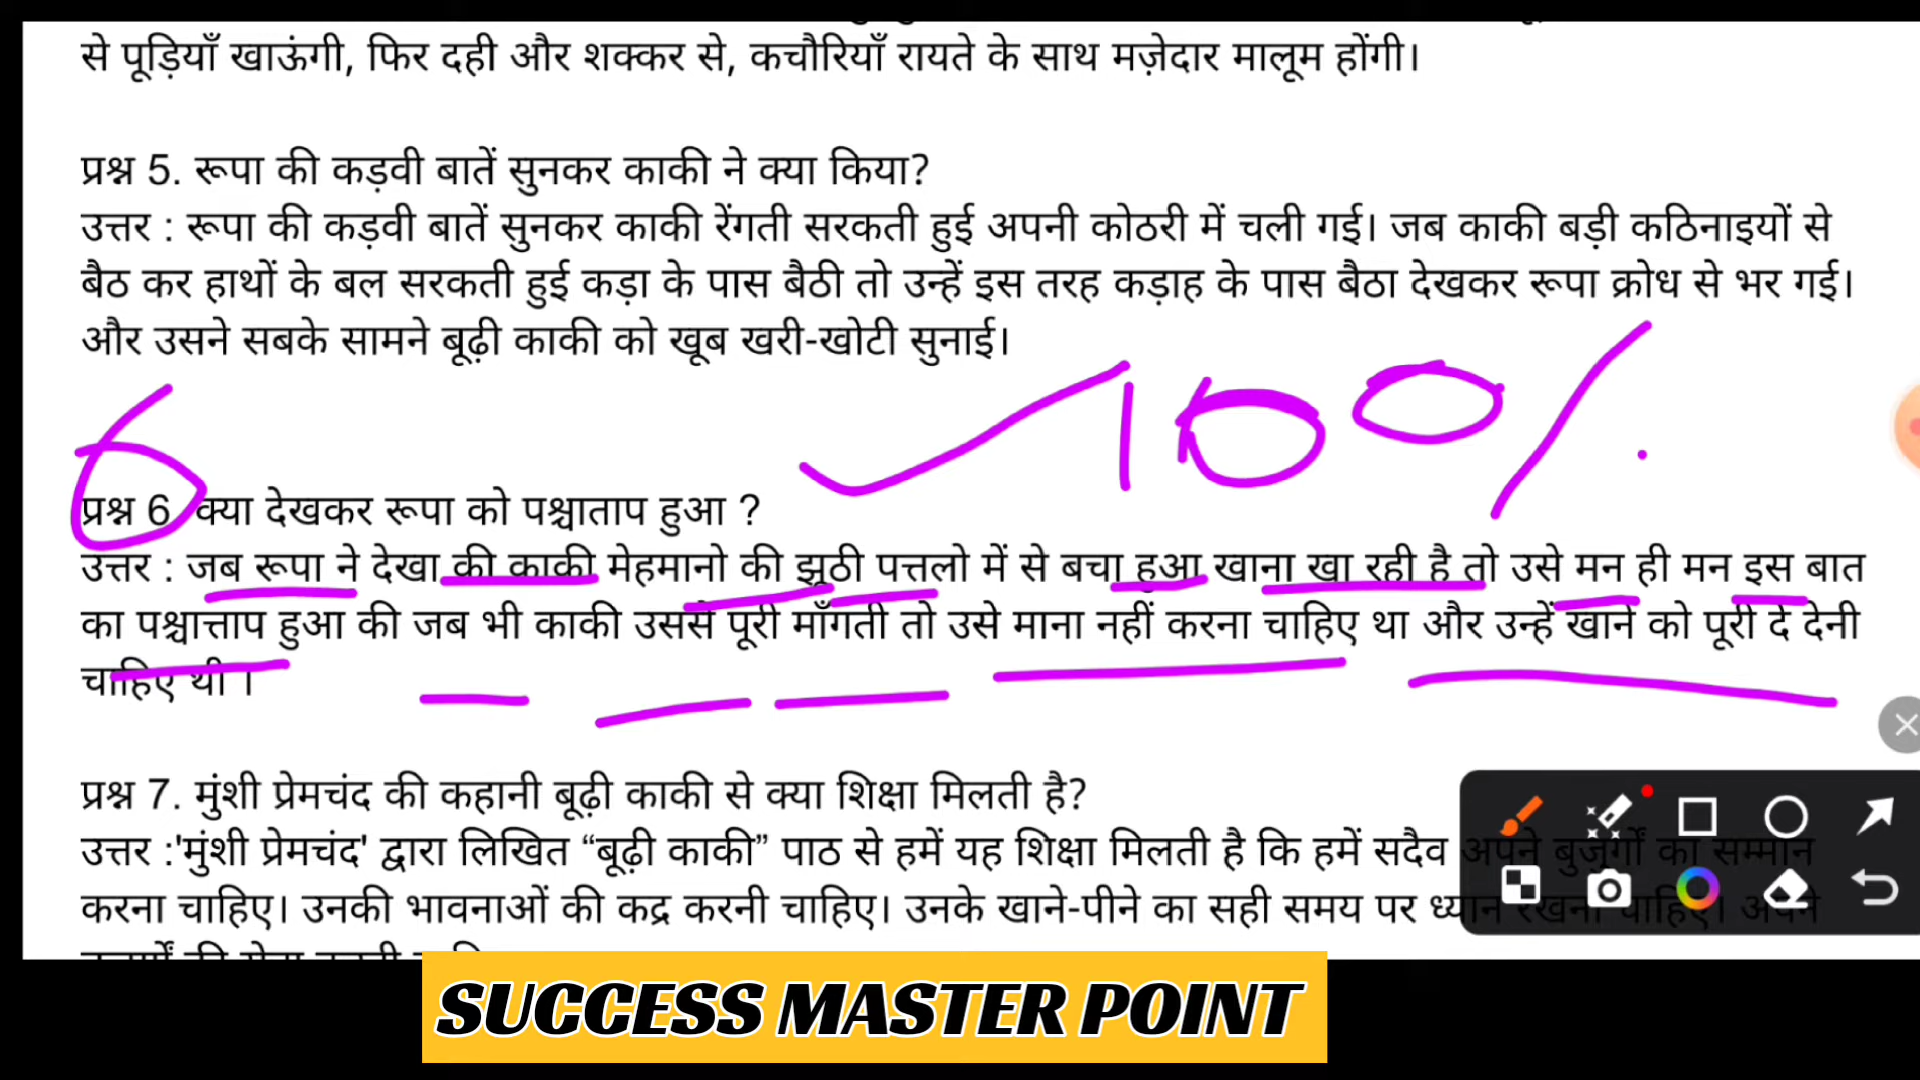 से पूड़ियाँ खाऊंगी, फिर दही और शक्कर से, कचौरियाँ रायते के साथ मज़ेदार मालूम होंगी।
प्रश्न 5. रूपा की कड़वी बातें सुनकर काकी ने क्या किया?
उत्तर : रूपा की कड़वी बातें सुनकर काकी रेंगती सरकती हुई अपनी कोठरी में चली गई। जब काकी बड़ी कठिनाइयों से
बैठ कर हाथों के बल सरकती हुई कड़ा के पास बैठी तो उन्हें इस तरह कड़ाह के पास बैठा देखकर रूपा क्रोध से भर गई।
और उसने सबके सामने बूढ़ी काकी को खूब खरी-खोटी सुनाई।
6 100%
प्रश्न 6. क्या देखकर रूपा को पश्चाताप हुआ ?
उत्तर : जब रूपा ने देखा की काकी मेहमानो की झूठी पत्तलो में से बचा हुआ खाना खा रही है तो उसे मन ही मन इस बात
का पश्चात्ताप हुआ की जब भी काकी उससे पूरी माँगती तो उसे माना नहीं करना चाहिए था और उन्हें खाने को पूरी दे देनी
चाहिए थी ।
प्रश्न 7. मुंशी प्रेमचंद की कहानी बूढ़ी काकी से क्या शिक्षा मिलती है?
उत्तर :'मुंशी प्रेमचंद' द्वारा लिखित “बूढ़ी काकी” पाठ से हमें यह शिक्षा मिलती है कि हमें सदैव अपने बुजुर्गों का सम्मान
करना चाहिए। उनकी भावनाओं की कद्र करनी चाहिए। उनके खाने-पीने का सही समय पर ध्यान रखना चाहिए। अपने
SUCCESS MASTER POINT